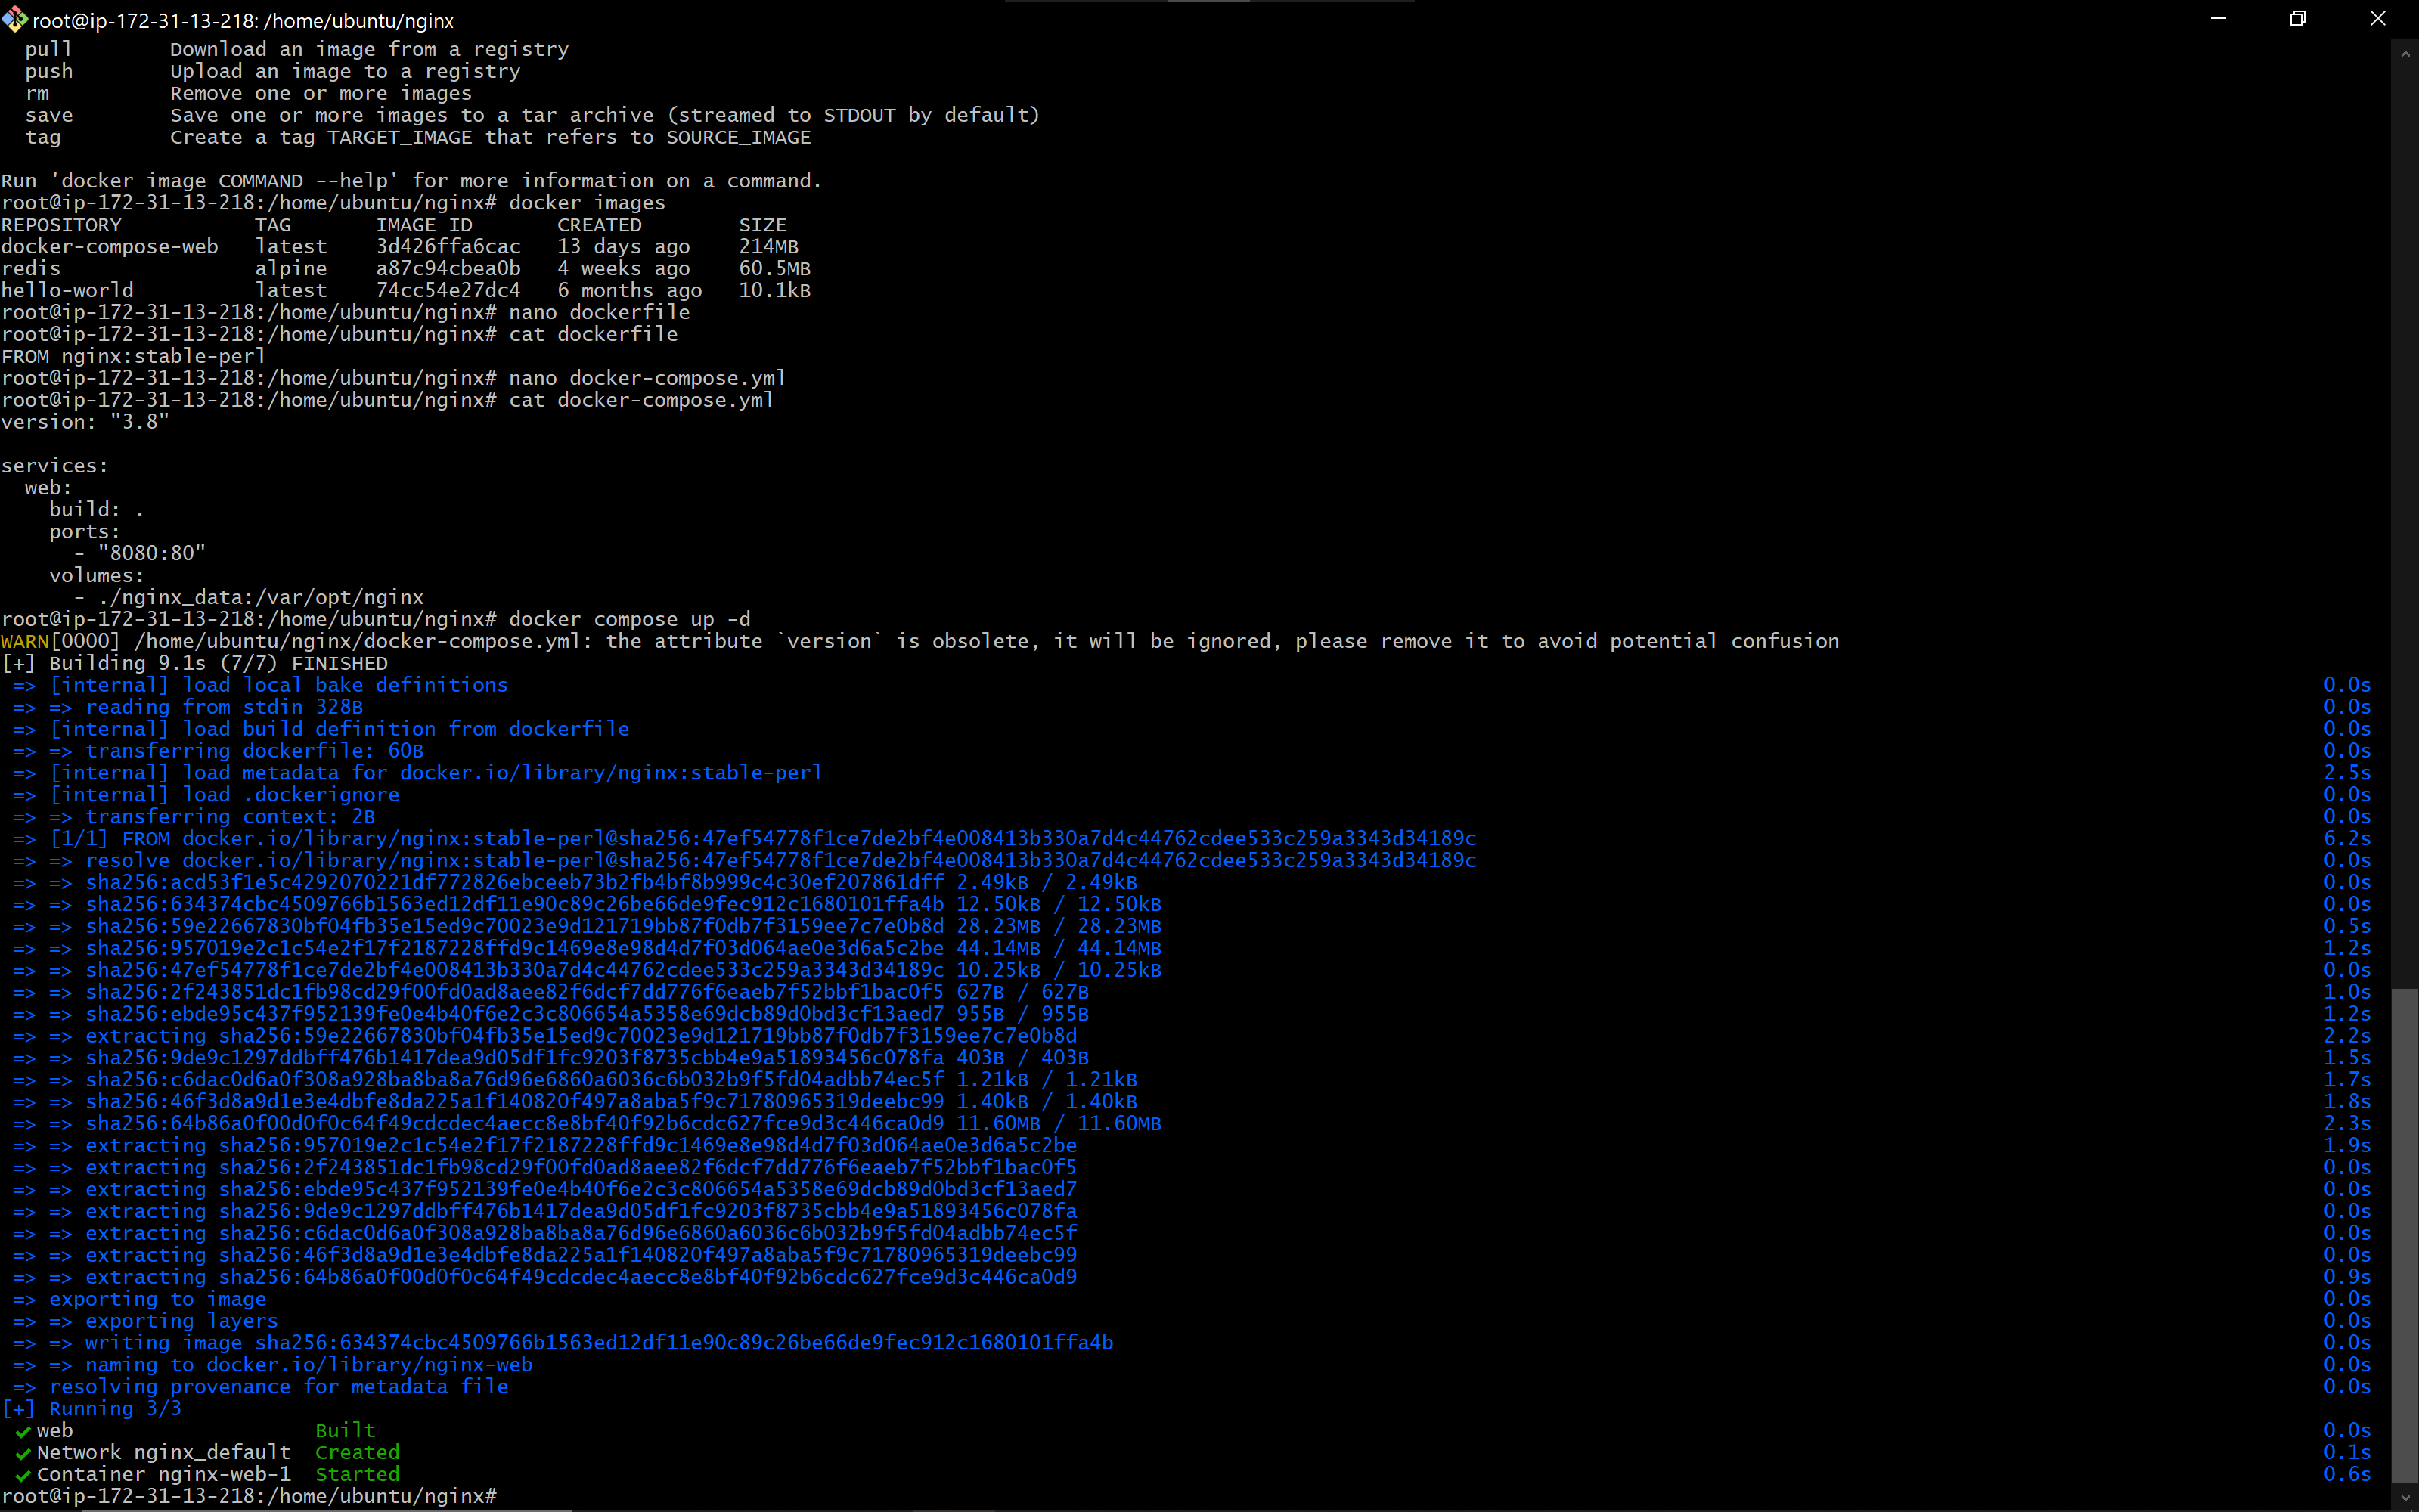 root@ip-172-31-13-218: /home/ubuntu/nginx
  pull        Download an image from a registry
  push        Upload an image to a registry
  rm          Remove one or more images
  save        Save one or more images to a tar archive (streamed to STDOUT by default)
  tag         Create a tag TARGET_IMAGE that refers to SOURCE_IMAGE

Run 'docker image COMMAND --help' for more information on a command.
root@ip-172-31-13-218:/home/ubuntu/nginx# docker images
REPOSITORY           TAG       IMAGE ID       CREATED        SIZE
docker-compose-web   latest    3d426ffa6cac   13 days ago    214MB
redis                alpine    a87c94cbea0b   4 weeks ago    60.5MB
hello-world          latest    74cc54e27dc4   6 months ago   10.1kB
root@ip-172-31-13-218:/home/ubuntu/nginx# nano dockerfile
root@ip-172-31-13-218:/home/ubuntu/nginx# cat dockerfile
FROM nginx:stable-perl
root@ip-172-31-13-218:/home/ubuntu/nginx# nano docker-compose.yml
root@ip-172-31-13-218:/home/ubuntu/nginx# cat docker-compose.yml
version: "3.8"

services:
  web:
    build: .
    ports:
      - "8080:80"
    volumes:
      - ./nginx_data:/var/opt/nginx
root@ip-172-31-13-218:/home/ubuntu/nginx# docker compose up -d
WARN[0000] /home/ubuntu/nginx/docker-compose.yml: the attribute `version` is obsolete, it will be ignored, please remove it to avoid potential confusion
[+] Building 9.1s (7/7) FINISHED
 => [internal] load local bake definitions 0.0s
 => => reading from stdin 328B 0.0s
 => [internal] load build definition from dockerfile 0.0s
 => => transferring dockerfile: 60B 0.0s
 => [internal] load metadata for docker.io/library/nginx:stable-perl 2.5s
 => [internal] load .dockerignore 0.0s
 => => transferring context: 2B 0.0s
 => [1/1] FROM docker.io/library/nginx:stable-perl@sha256:47ef54778f1ce7de2bf4e008413b330a7d4c44762cdee533c259a3343d34189c 6.2s
 => => resolve docker.io/library/nginx:stable-perl@sha256:47ef54778f1ce7de2bf4e008413b330a7d4c44762cdee533c259a3343d34189c 0.0s
 => => sha256:acd53f1e5c4292070221df772826ebceeb73b2fb4bf8b999c4c30ef207861dff 2.49kB / 2.49kB 0.0s
 => => sha256:634374cbc4509766b1563ed12df11e90c89c26be66de9fec912c1680101ffa4b 12.50kB / 12.50kB 0.0s
 => => sha256:59e22667830bf04fb35e15ed9c70023e9d121719bb87f0db7f3159ee7c7e0b8d 28.23MB / 28.23MB 0.5s
 => => sha256:957019e2c1c54e2f17f2187228ffd9c1469e8e98d4d7f03d064ae0e3d6a5c2be 44.14MB / 44.14MB 1.2s
 => => sha256:47ef54778f1ce7de2bf4e008413b330a7d4c44762cdee533c259a3343d34189c 10.25kB / 10.25kB 0.0s
 => => sha256:2f243851dc1fb98cd29f00fd0ad8aee82f6dcf7dd776f6eaeb7f52bbf1bac0f5 627B / 627B 1.0s
 => => sha256:ebde95c437f952139fe0e4b40f6e2c3c806654a5358e69dcb89d0bd3cf13aed7 955B / 955B 1.2s
 => => extracting sha256:59e22667830bf04fb35e15ed9c70023e9d121719bb87f0db7f3159ee7c7e0b8d 2.2s
 => => sha256:9de9c1297ddbff476b1417dea9d05df1fc9203f8735cbb4e9a51893456c078fa 403B / 403B 1.5s
 => => sha256:c6dac0d6a0f308a928ba8ba8a76d96e6860a6036c6b032b9f5fd04adbb74ec5f 1.21kB / 1.21kB 1.7s
 => => sha256:46f3d8a9d1e3e4dbfe8da225a1f140820f497a8aba5f9c71780965319deebc99 1.40kB / 1.40kB 1.8s
 => => sha256:64b86a0f00d0f0c64f49cdcdec4aecc8e8bf40f92b6cdc627fce9d3c446ca0d9 11.60MB / 11.60MB 2.3s
 => => extracting sha256:957019e2c1c54e2f17f2187228ffd9c1469e8e98d4d7f03d064ae0e3d6a5c2be 1.9s
 => => extracting sha256:2f243851dc1fb98cd29f00fd0ad8aee82f6dcf7dd776f6eaeb7f52bbf1bac0f5 0.0s
 => => extracting sha256:ebde95c437f952139fe0e4b40f6e2c3c806654a5358e69dcb89d0bd3cf13aed7 0.0s
 => => extracting sha256:9de9c1297ddbff476b1417dea9d05df1fc9203f8735cbb4e9a51893456c078fa 0.0s
 => => extracting sha256:c6dac0d6a0f308a928ba8ba8a76d96e6860a6036c6b032b9f5fd04adbb74ec5f 0.0s
 => => extracting sha256:46f3d8a9d1e3e4dbfe8da225a1f140820f497a8aba5f9c71780965319deebc99 0.0s
 => => extracting sha256:64b86a0f00d0f0c64f49cdcdec4aecc8e8bf40f92b6cdc627fce9d3c446ca0d9 0.9s
 => exporting to image 0.0s
 => => exporting layers 0.0s
 => => writing image sha256:634374cbc4509766b1563ed12df11e90c89c26be66de9fec912c1680101ffa4b 0.0s
 => => naming to docker.io/library/nginx-web 0.0s
 => resolving provenance for metadata file 0.0s
[+] Running 3/3
 ✔ web                    Built 0.0s
 ✔ Network nginx_default  Created 0.1s
 ✔ Container nginx-web-1  Started 0.6s
root@ip-172-31-13-218:/home/ubuntu/nginx#